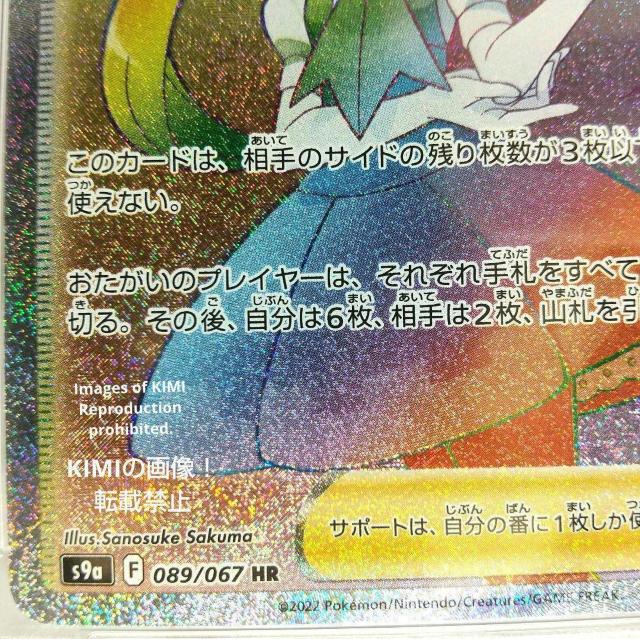 このカードは、相手のサイドの残り枚数が3枚以
使えない。
おたがいのプレイヤーは、それぞれ手札をすべて
切る。その後、自分は6枚、相手は2枚、山札を引
Images of KIMI
Reproduction
prohibited.
KIMIの画像！
転載禁止
サポートは、自分の番に1枚しか使
Illus.Sanosuke Sakuma
s9a F 089/067 HR
©2022 Pokémon/Nintendo/Creatures/GAME FREAK.